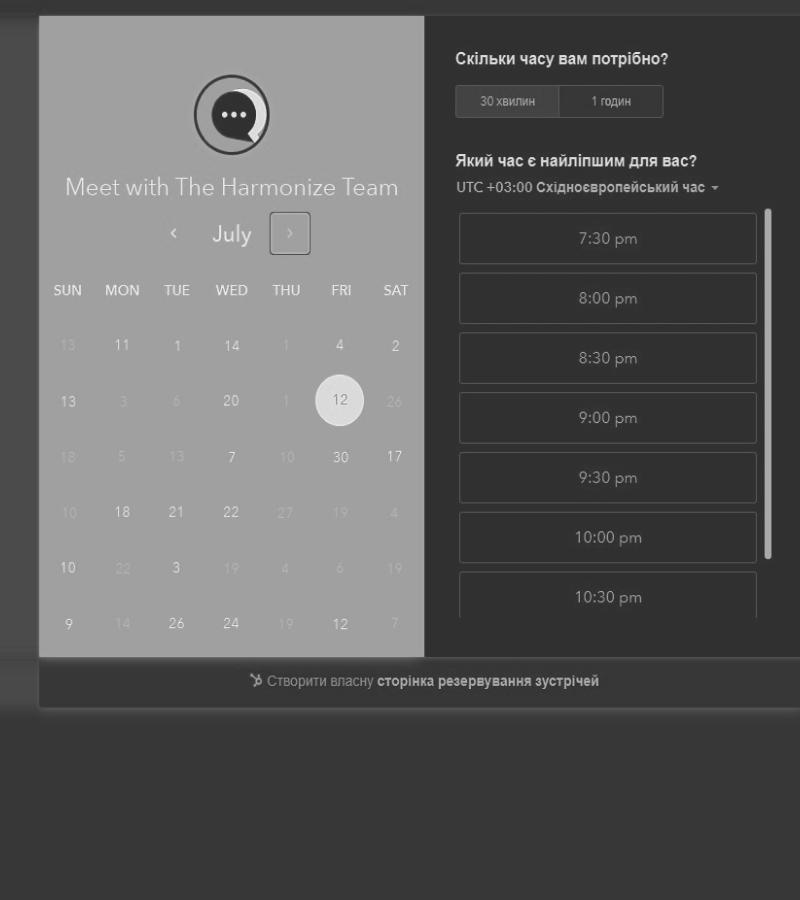 Meet with The Harmonize Team
July
SUN MON TUE WED THU FRI SAT
13 11 1 14 1 4 2
13 3 6 20 1 12 26
18 5 13 7 10 30 17
10 18 21 22 27 19 4
10 22 3 19 4 6 19
9 14 26 24 19 12 7
Скільки часу вам потрібно?
30 хвилин 1 годин
Який час є найліпшим для вас?
UTC +03:00 Східноєвропейський час
7:30 pm
8:00 pm
8:30 pm
9:00 pm
9:30 pm
10:00 pm
10:30 pm
Створити власну сторінка резервування зустрічей